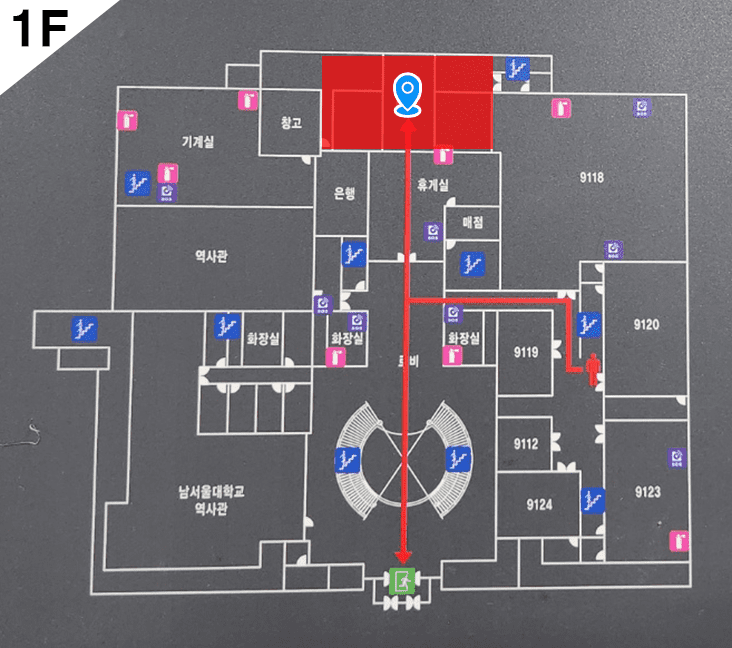 1F
창고
기계실
9118
은행
휴게실
매점
역사관
화장실
화장실
화장실
9120
9119
9112
남서울대학교
역사관
9124
9123